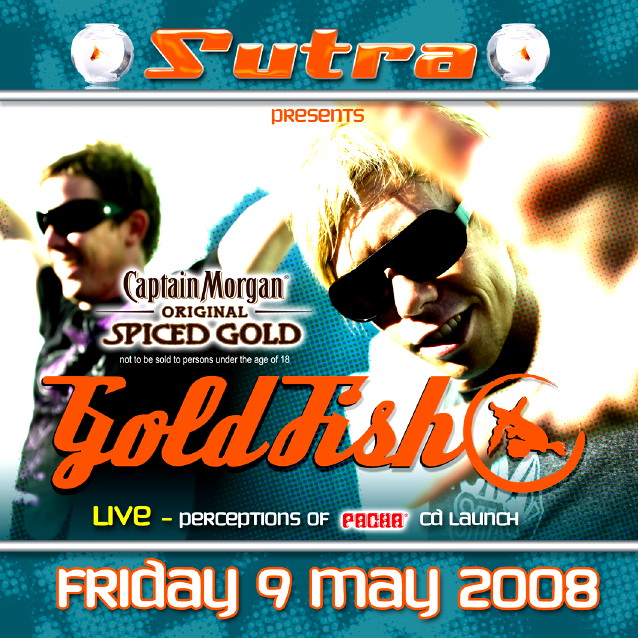 Sutra
PRESENTS
Captain Morgan®
ORIGINAL
SPICED GOLD
not to be sold to persons under the age of 18
GoldFish
LIVE - PERCEPTIONS OF PACHA® CD LAUNCH
FRIDAY 9 MAY 2008